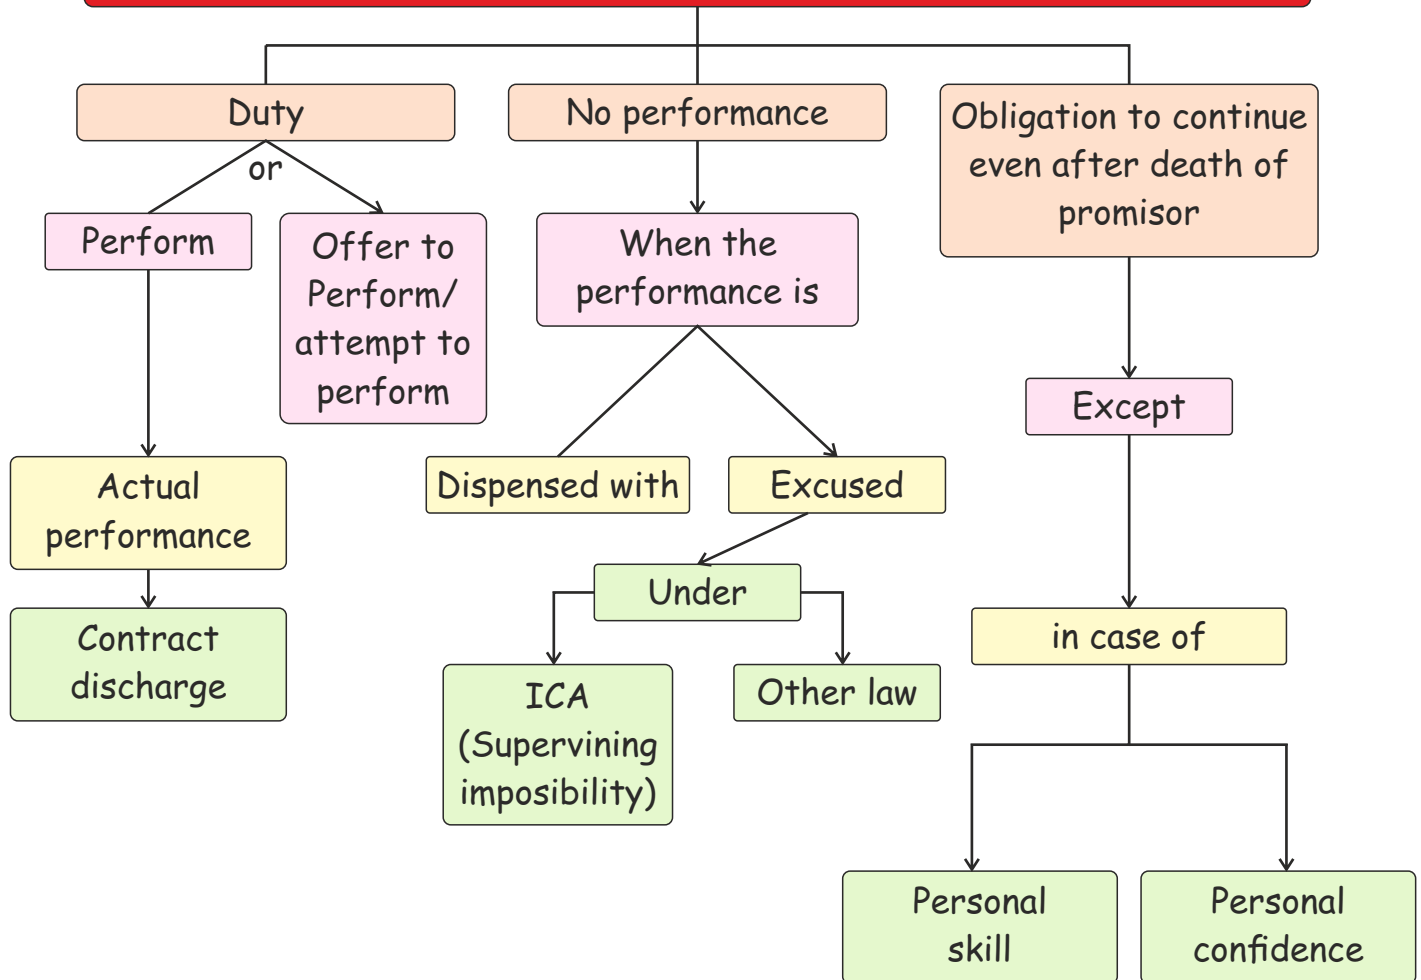 Duty
or
Perform
Offer to
Perform/
attempt to
perform
Actual
performance
Contract
discharge
No performance
When the
performance is
Dispensed with
Excused
Under
ICA
(Supervining
imposibility)
Other law
Obligation to continue
even after death of
promisor
Except
in case of
Personal
skill
Personal
confidence